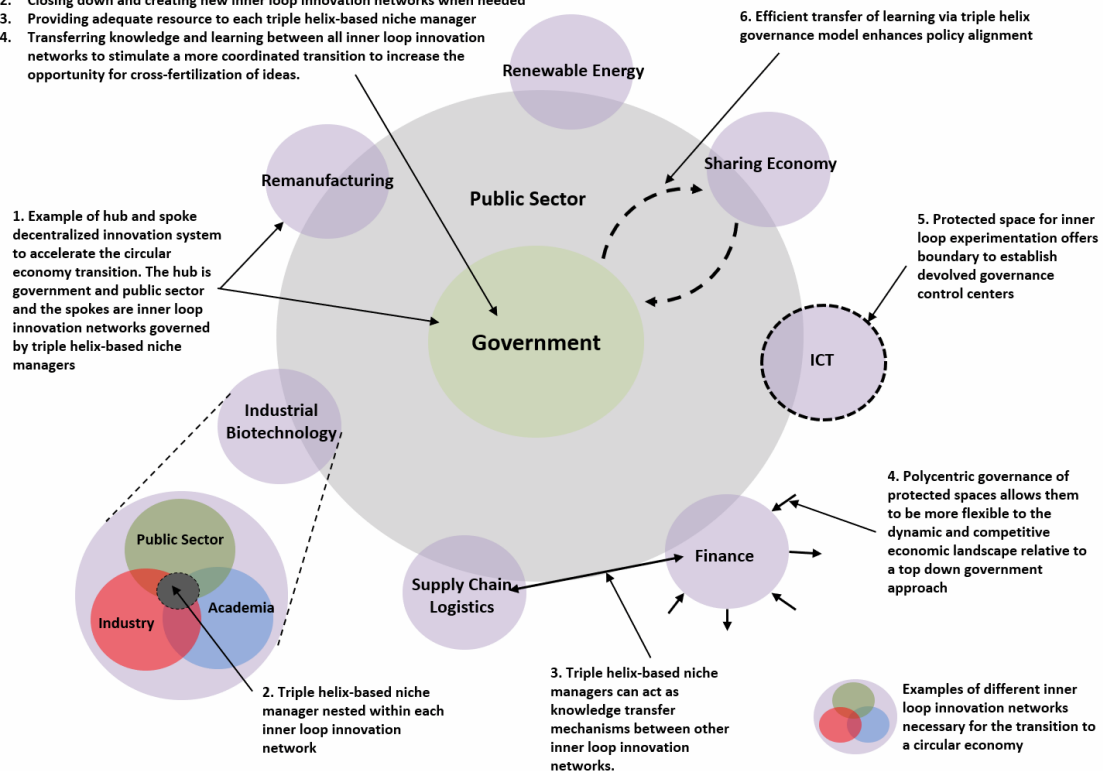 2. Closing down and creating new inner loop innovation networks when needed
3. Providing adequate resource to each triple helix-based niche manager
4. Transferring knowledge and learning between all inner loop innovation
networks to stimulate a more coordinated transition to increase the
opportunity for cross-fertilization of ideas.
6. Efficient transfer of learning via triple helix
governance model enhances policy alignment
Renewable Energy
Sharing Economy
Remanufacturing
Public Sector
1. Example of hub and spoke
decentralized innovation system
to accelerate the circular
economy transition. The hub is
government and public sector
and the spokes are inner loop
innovation networks governed
by triple helix-based niche
managers
5. Protected space for inner
loop experimentation offers
boundary to establish
devolved governance
control centers
Government
ICT
Industrial
Biotechnology
4. Polycentric governance of
protected spaces allows them
to be more flexible to the
dynamic and competitive
economic landscape relative to
a top down government
approach
Public Sector
Industry
Academia
Finance
Supply Chain
Logistics
2. Triple helix-based niche
manager nested within each
inner loop innovation
network
3. Triple helix-based niche
managers can act as
knowledge transfer
mechanisms between other
inner loop innovation
networks.
Examples of different inner
loop innovation networks
necessary for the transition to
a circular economy